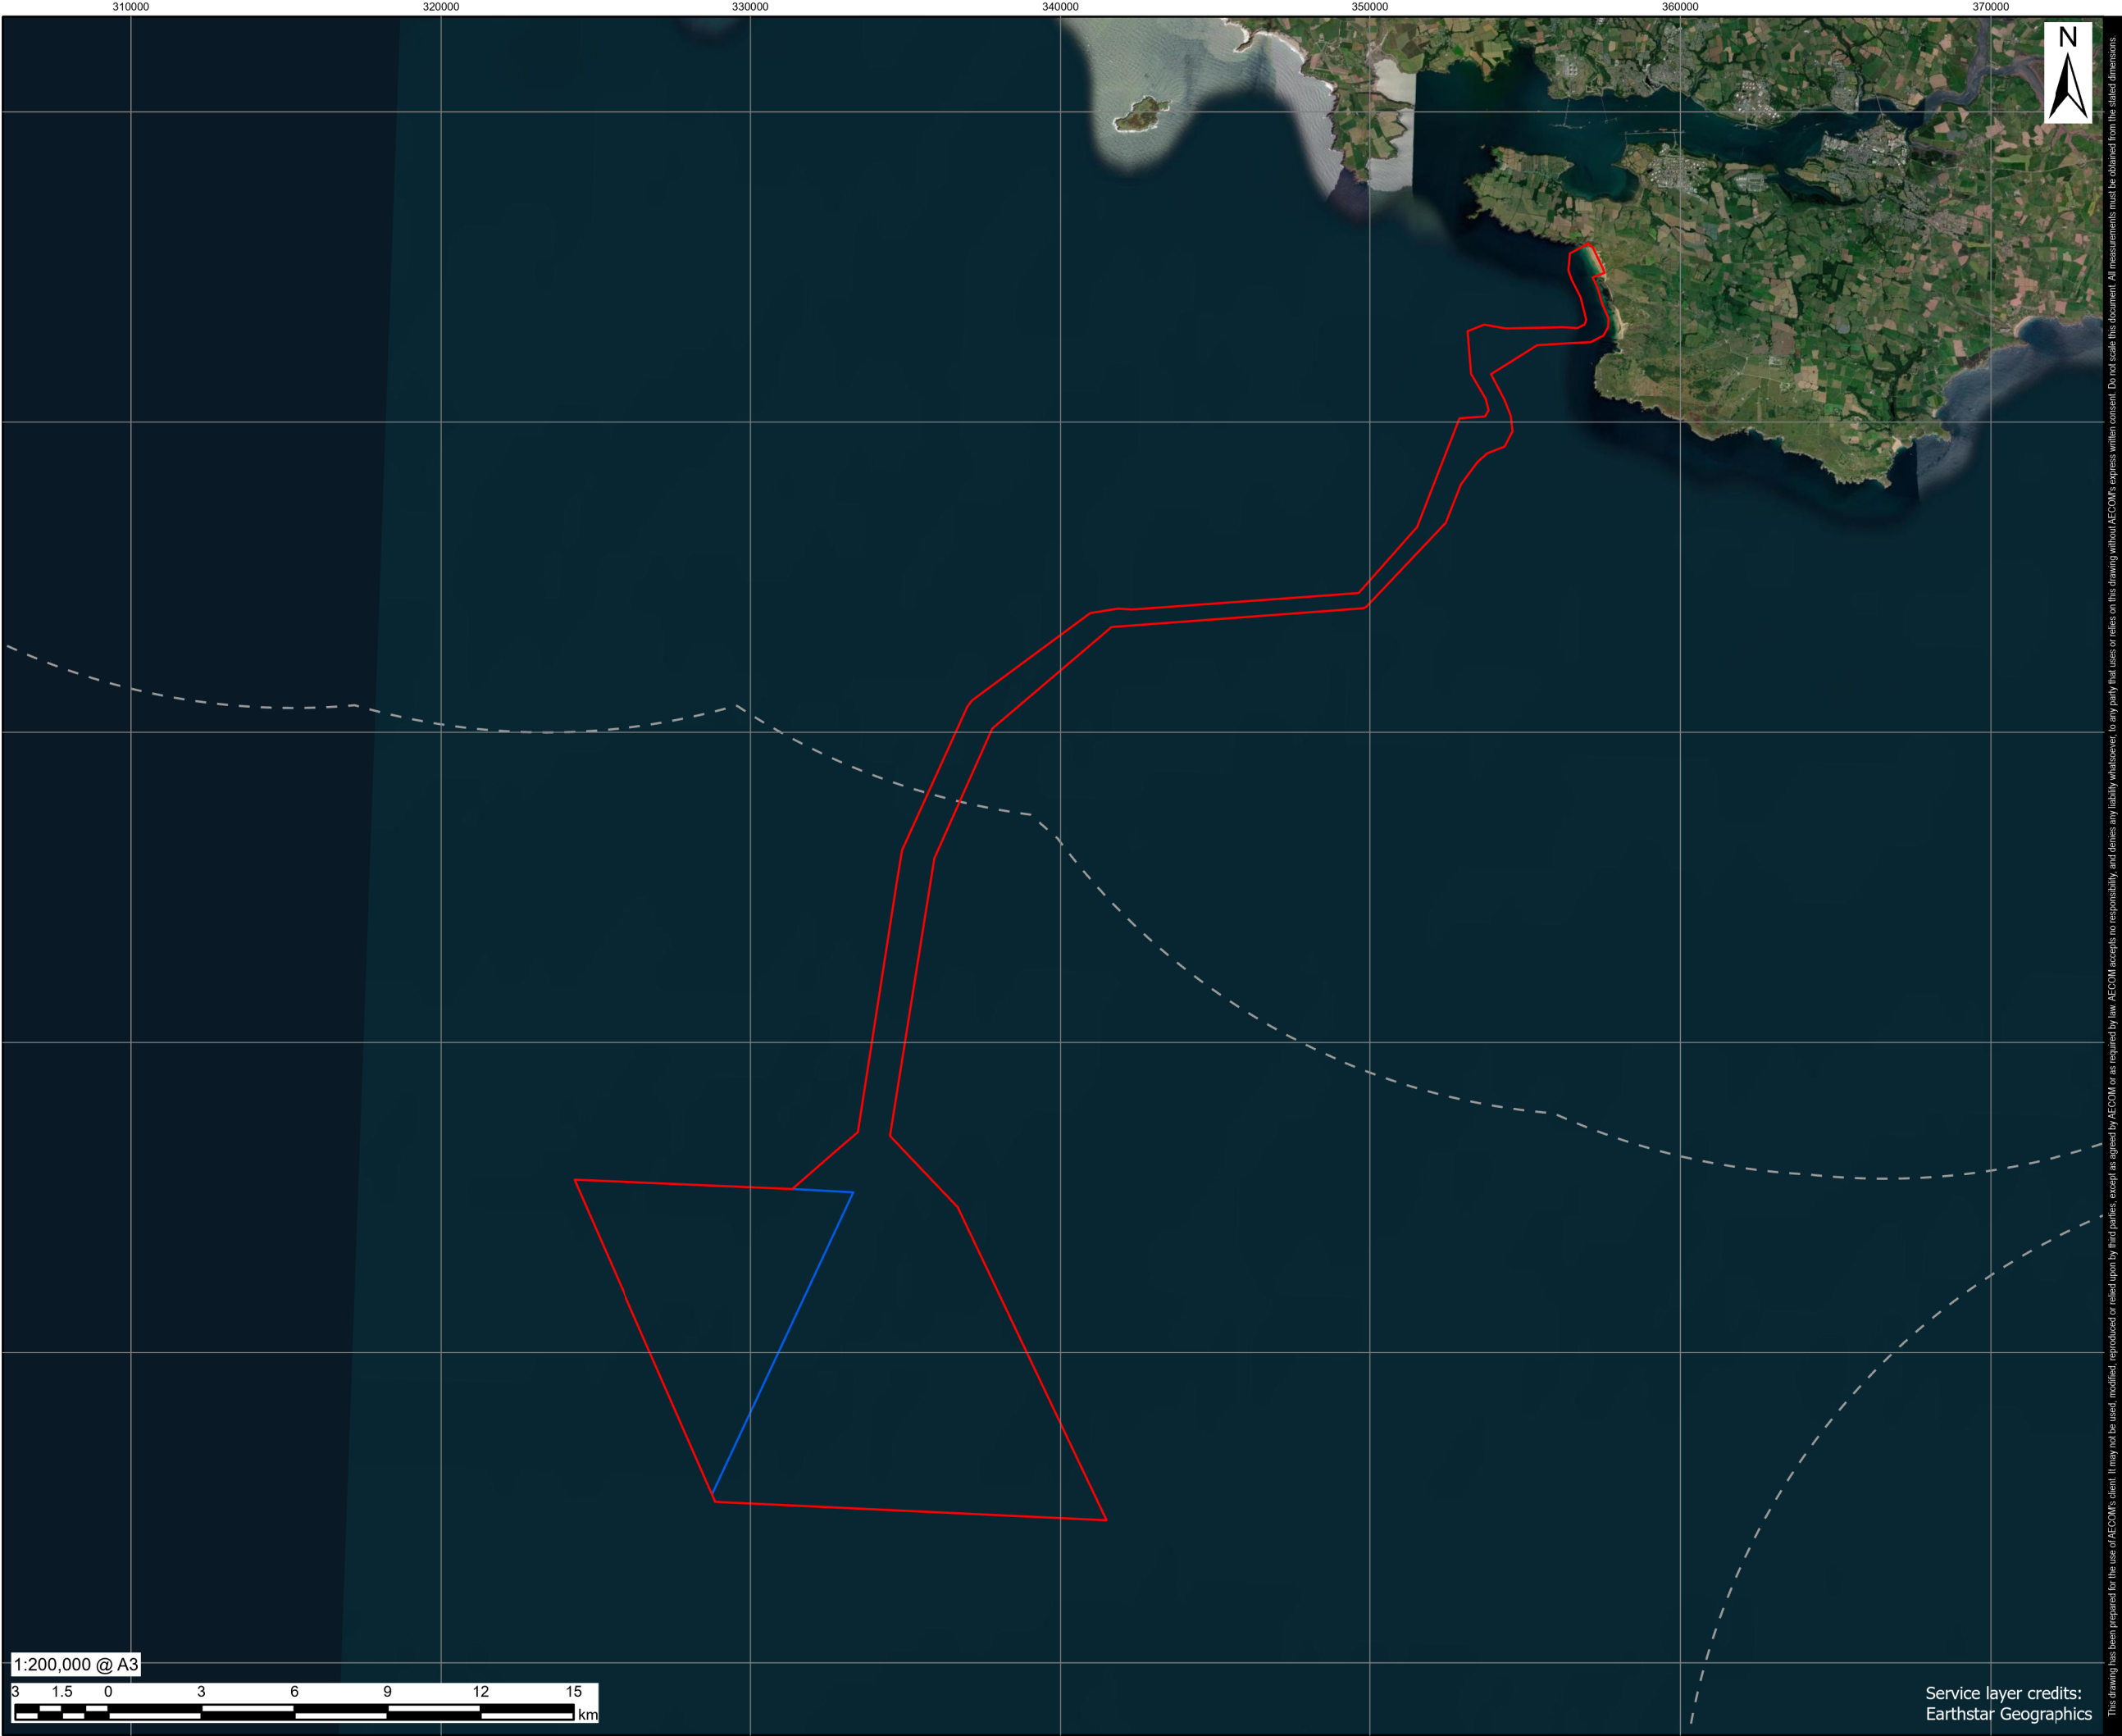 310000 320000 330000 340000 350000 360000 370000
N
This drawing has been prepared for the use of AECOM's client. It may not be used, modified, reproduced or relied upon by third parties, except as agreed by AECOM or as required by law. AECOM accepts no responsibility, and denies any liability whatsoever, to any party that uses or relies on this drawing without AECOM's express written consent. Do not scale this document. All measurements must be obtained from the stated dimensions.
1:200,000 @ A3
3 1.5 0 3 6 9 12 15
km
Service layer credits:
Earthstar Geographics